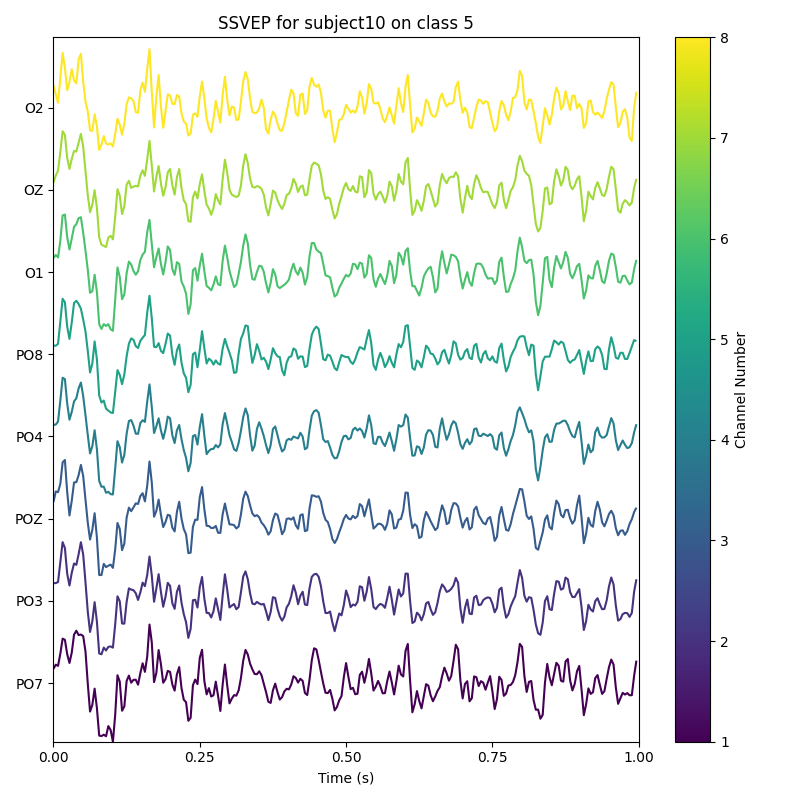 SSVEP for subject10 on class 5
O2
OZ
O1
PO8
PO4
POZ
PO3
PO7
0.00 0.25 0.50 0.75 1.00
Time (s)
8
7
6
5
4
3
2
1
Channel Number